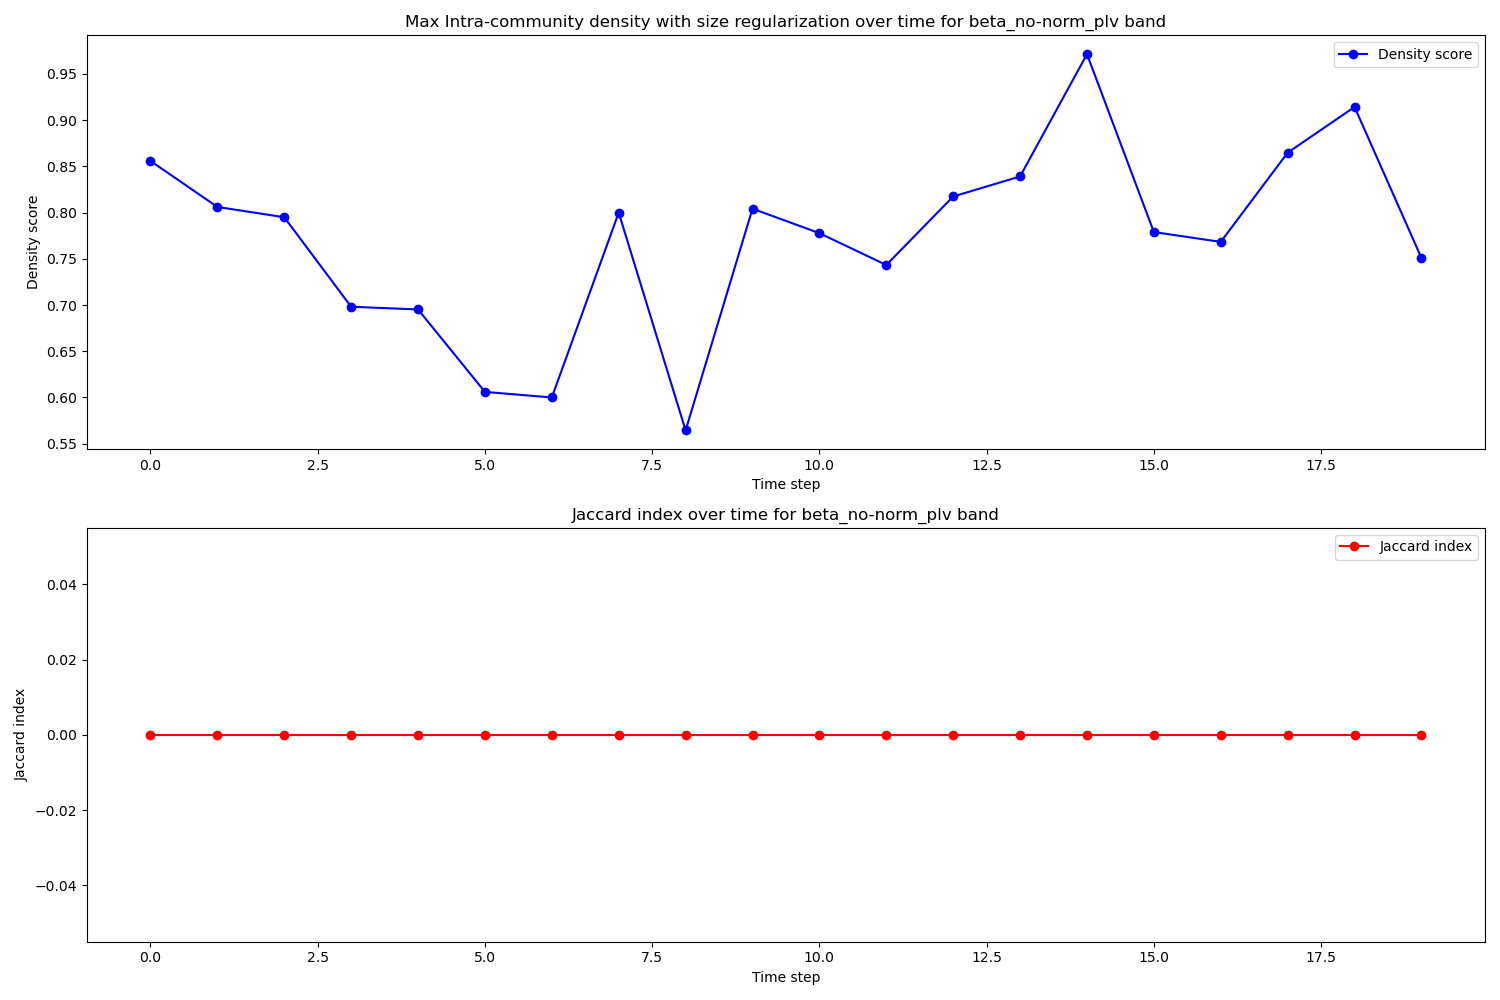 Max Intra-community density with size regularization over time for beta_no-norm_plv band
Density score
0.95
0.90
0.85
0.80
0.75
0.70
0.65
0.60
0.55
Density score
0.0 2.5 5.0 7.5 10.0 12.5 15.0 17.5
Time step
Jaccard index over time for beta_no-norm_plv band
Jaccard index
0.04
0.02
0.00
−0.02
−0.04
Jaccard index
0.0 2.5 5.0 7.5 10.0 12.5 15.0 17.5
Time step